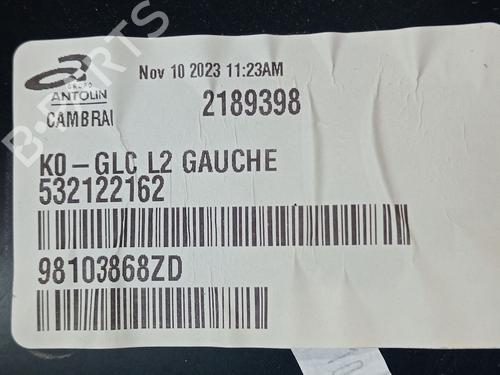 GRUPO
ANTOLIN
CAMBRAI
Nov 10 2023 11:23AM
2189398
K0-GLC L2 GAUCHE
532122162
98103868ZD
B-PARTS